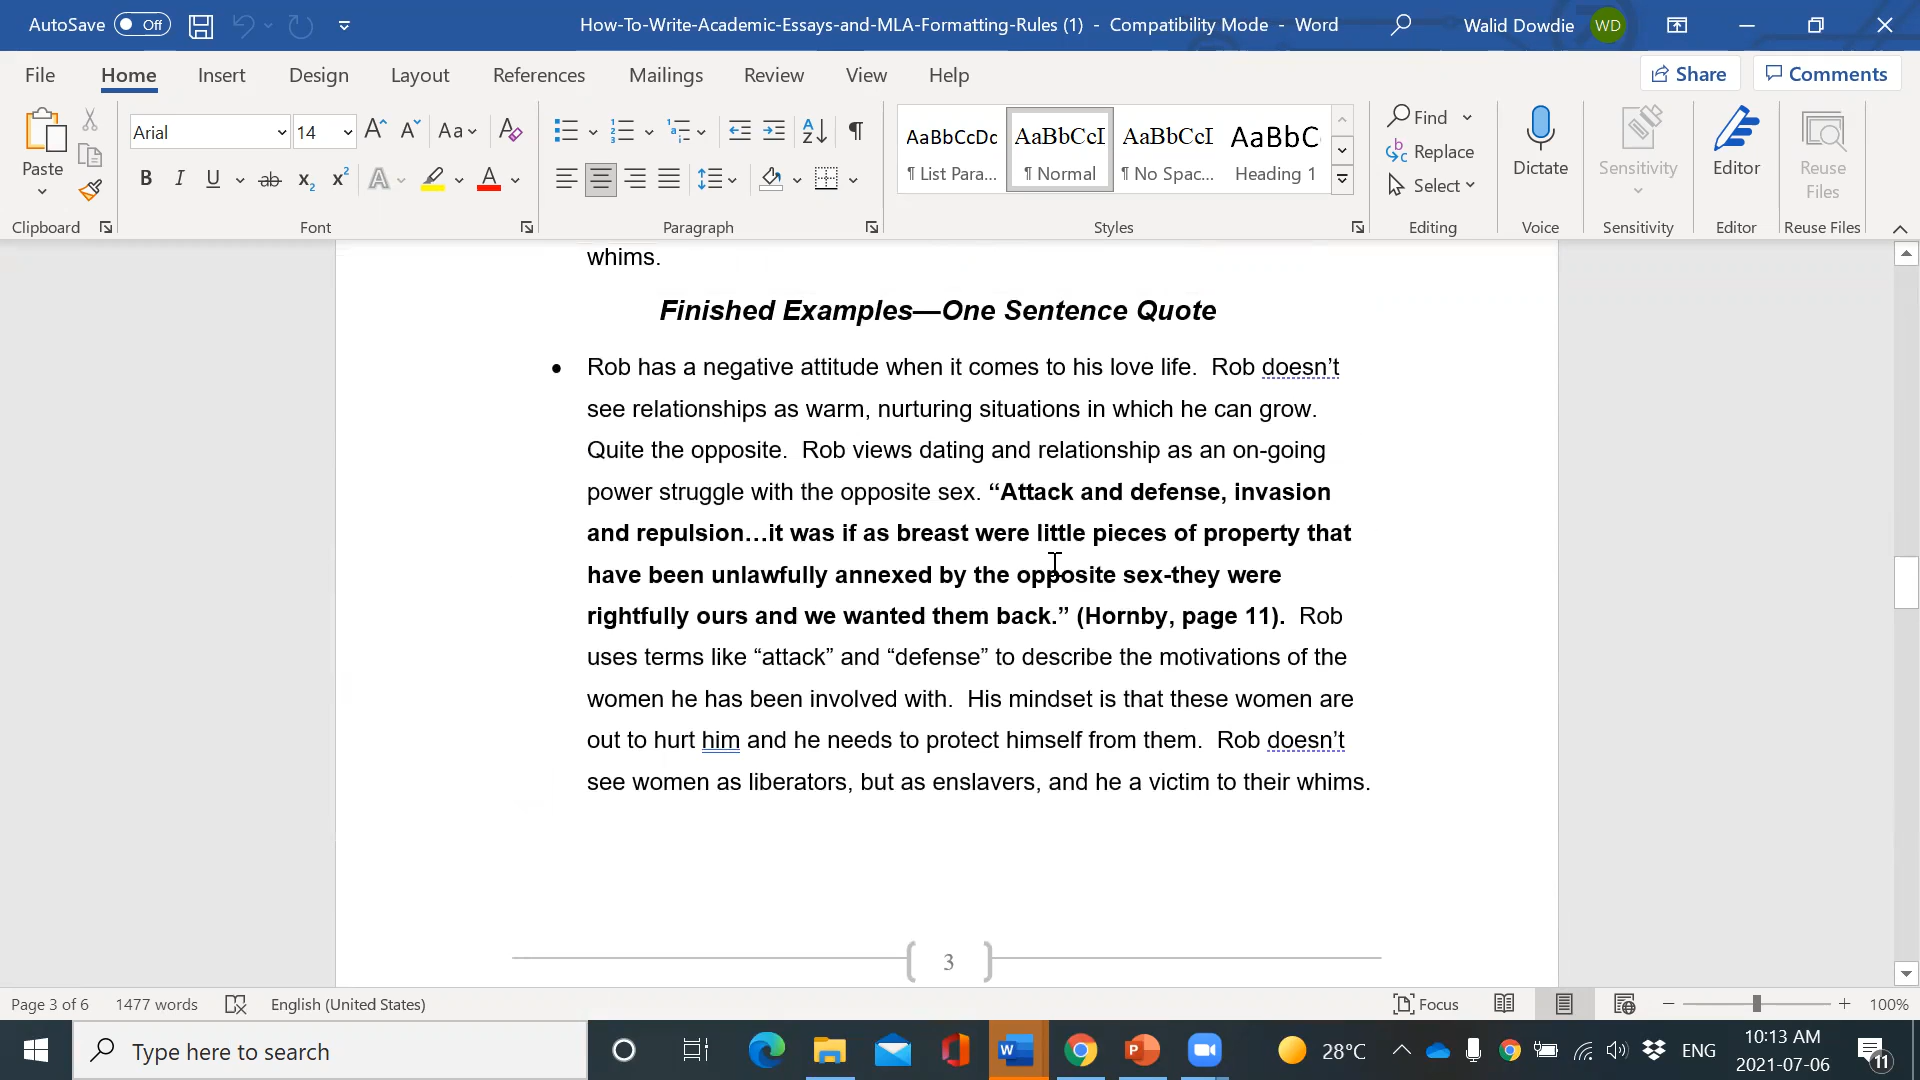 AutoSave Off How-To-Write-Academic-Essays-and-MLA-Formatting-Rules (1) - Compatibility Mode - Word Walid Dowdie WD
File Home Insert Design Layout References Mailings Review View Help Share Comments
Arial 14 Aa AaBbCcDc AaBbCcI AaBbCcI AaBbC Find
Replace
Paste ¶ List Para... ¶ Normal ¶ No Spac... Heading 1 Select Dictate Sensitivity Editor Reuse
Files
Clipboard Font Paragraph Styles Editing Voice Sensitivity Editor Reuse Files
whims.
Finished Examples—One Sentence Quote
• Rob has a negative attitude when it comes to his love life.  Rob doesn’t
see relationships as warm, nurturing situations in which he can grow.
Quite the opposite.  Rob views dating and relationship as an on-going
power struggle with the opposite sex. “Attack and defense, invasion
and repulsion…it was if as breast were little pieces of property that
have been unlawfully annexed by the opposite sex-they were
rightfully ours and we wanted them back.” (Hornby, page 11).  Rob
uses terms like “attack” and “defense” to describe the motivations of the
women he has been involved with.  His mindset is that these women are
out to hurt him and he needs to protect himself from them.  Rob doesn’t
see women as liberators, but as enslavers, and he a victim to their whims.
3
Page 3 of 6 1477 words English (United States) Focus 100%
Type here to search 28°C ENG 10:13 AM
2021-07-06 11